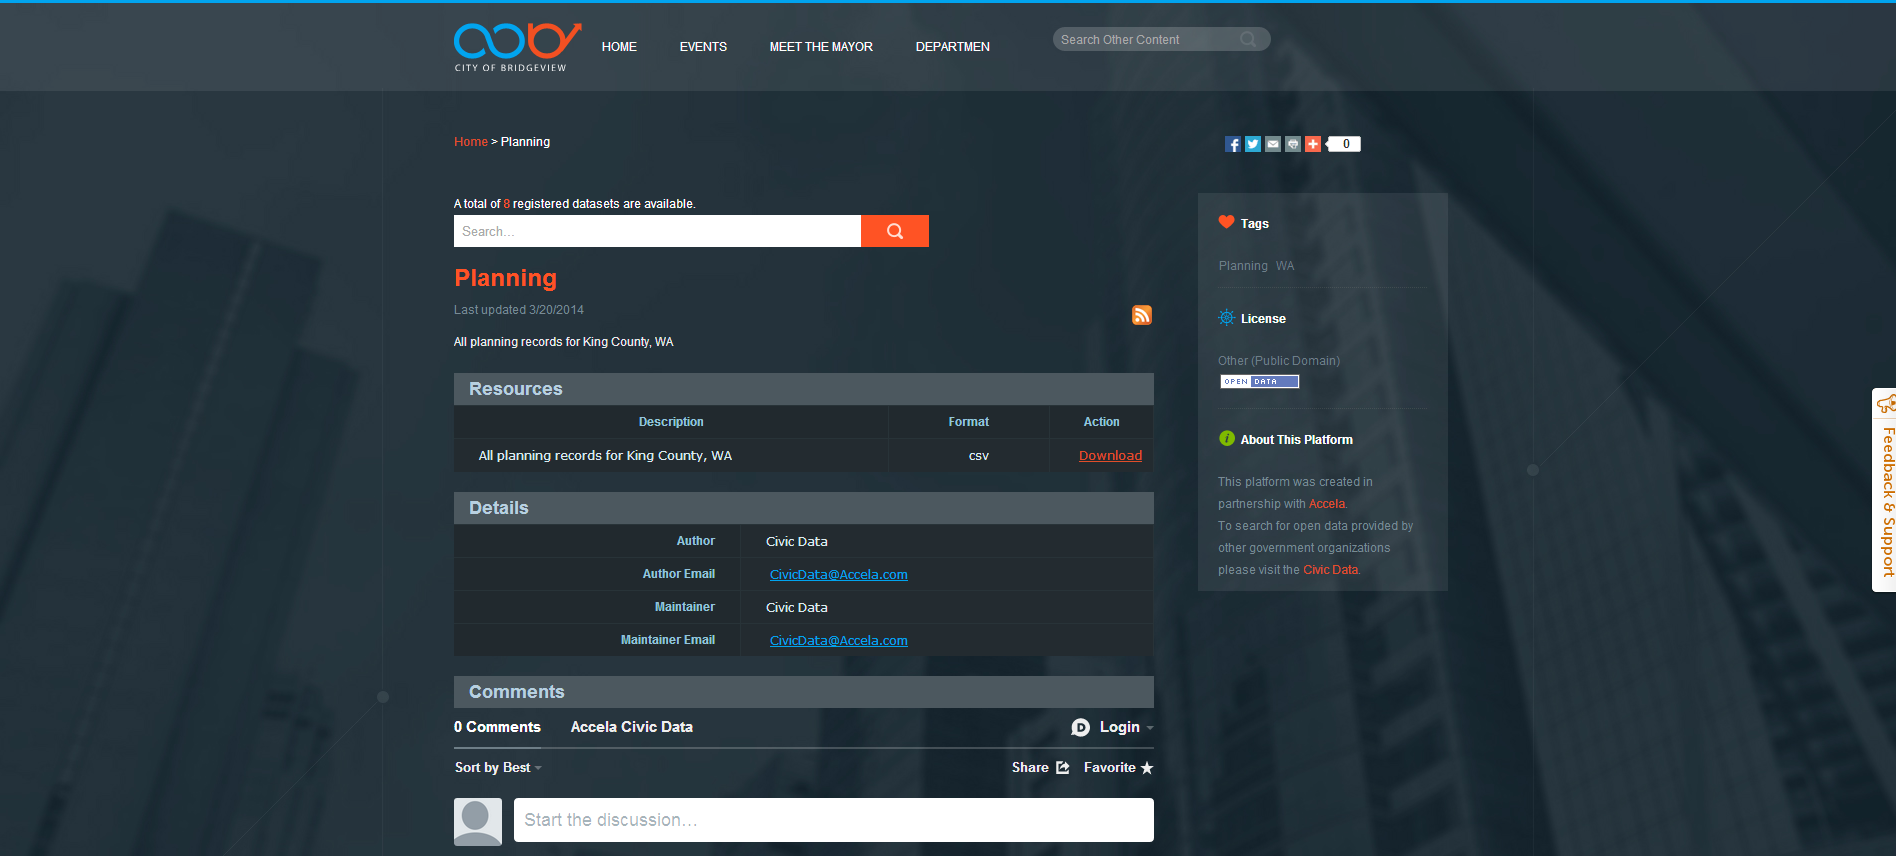 CITY OF BRIDGEVIEW
HOME EVENTS MEET THE MAYOR DEPARTMEN
Search Other Content
Home > Planning
0
A total of 8 registered datasets are available.
Search...
Planning
Last updated 3/20/2014
All planning records for King County, WA
Resources
Description Format Action
All planning records for King County, WA csv Download
Details
Author Civic Data
Author Email CivicData@Accela.com
Maintainer Civic Data
Maintainer Email CivicData@Accela.com
Comments
0 Comments Accela Civic Data Login
Sort by Best Share Favorite
Start the discussion...
Tags
Planning WA
License
Other (Public Domain)
OPEN DATA
About This Platform
This platform was created in
partnership with Accela.
To search for open data provided by
other government organizations
please visit the Civic Data.
Feedback & Support